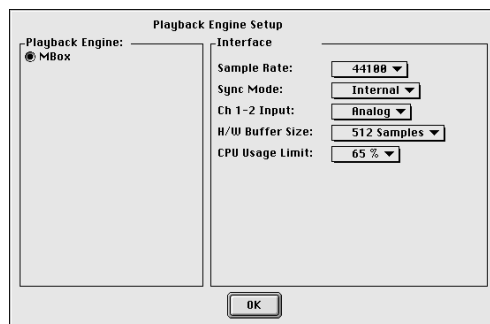 Playback Engine Setup
Playback Engine:
MBox
Interface
Sample Rate: 44100
Sync Mode: Internal
Ch 1-2 Input: Analog
H/W Buffer Size: 512 Samples
CPU Usage Limit: 65 %
OK